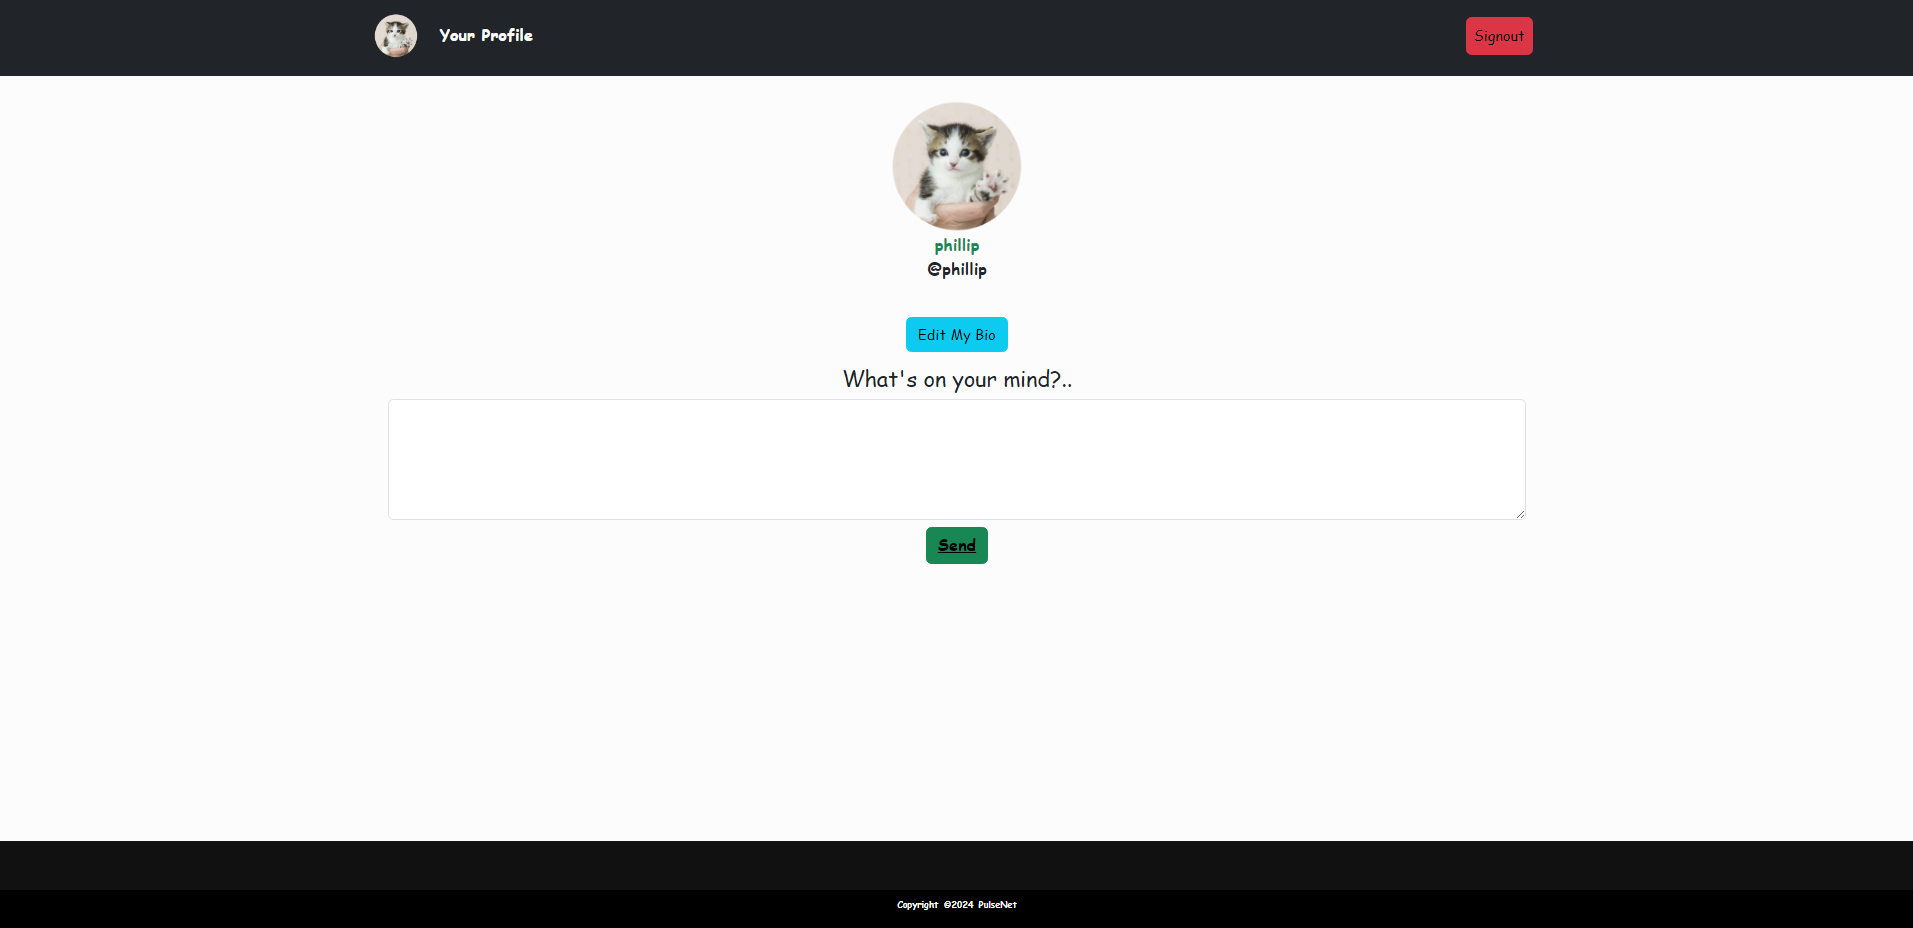 Your Profile
Signout
phillip
@phillip
Edit My Bio
What's on your mind?..
Send
Copyright ©2024 PulseNet